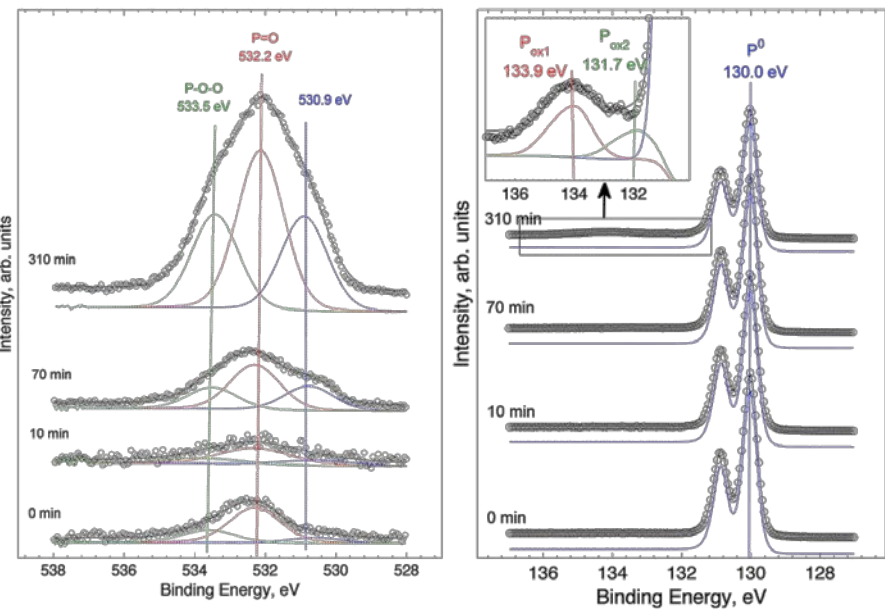 P=O
532.2 eV
P-O-O
533.5 eV
530.9 eV
310 min
70 min
10 min
0 min
538
536
534
532
530
528
Binding Energy, eV
Intensity, arb. units
P ox1
133.9 eV
P ox2
131.7 eV
136
134
132
P⁰
130.0 eV
310 min
70 min
10 min
0 min
136
134
132
130
128
Binding Energy, eV
Intensity, arb. units